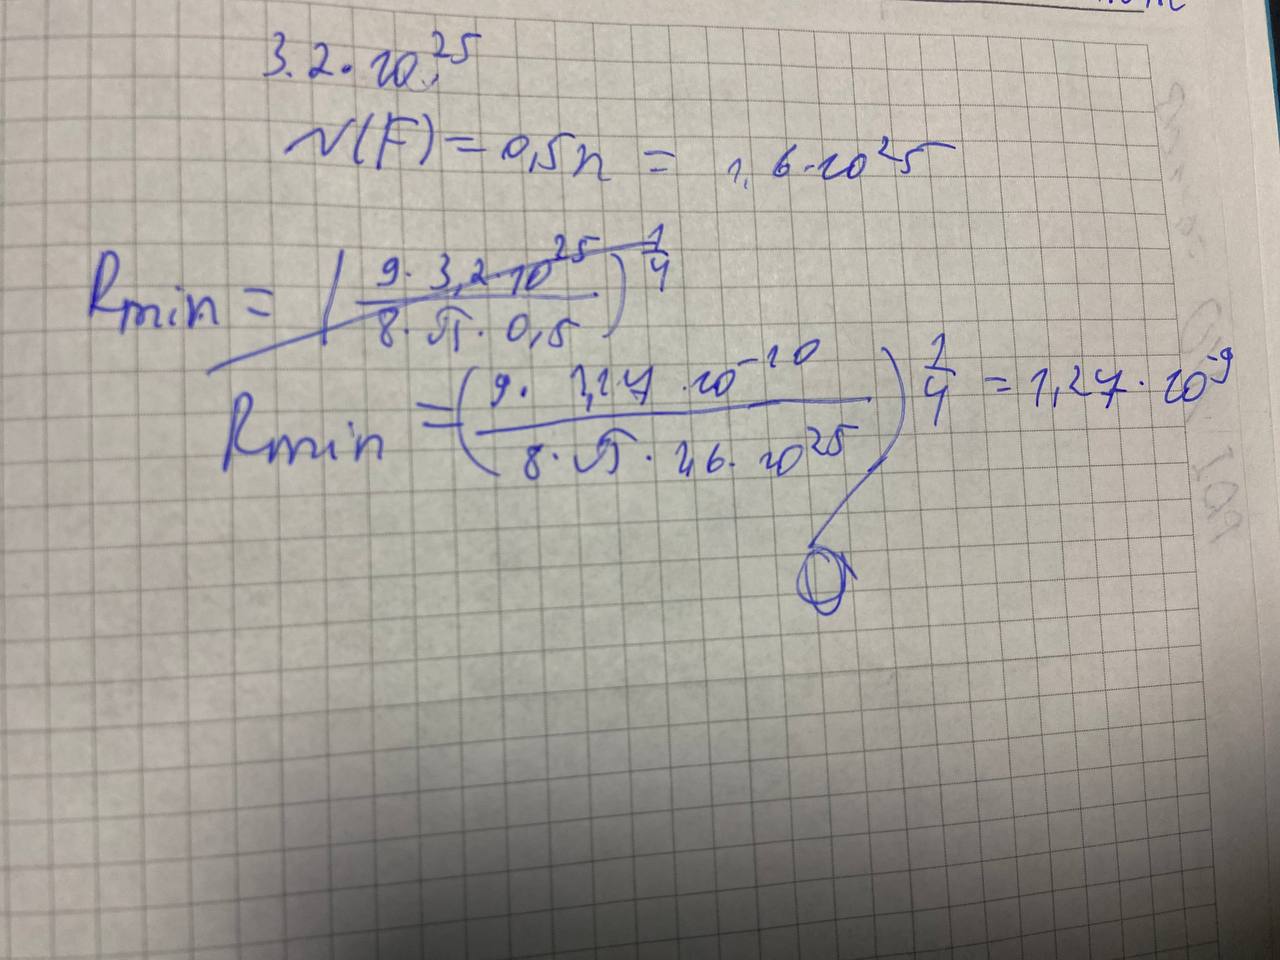 3.2·10^25
N(F) = 0,5n = 1,6·10^25
Rmin = (9·3,2·10^25 / 8·π·0,5)^1/4
Rmin = (9·1,27·10^-10 / 8·π·1,6·10^25)^1/4 = 1,27·10^-9